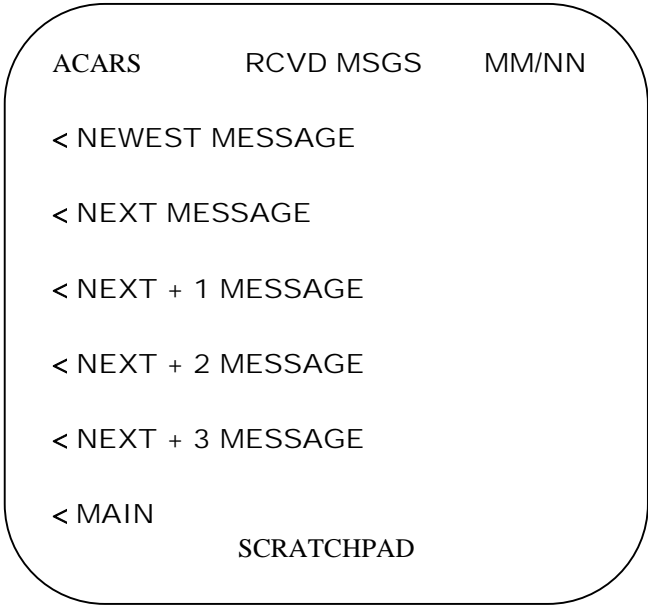 ACARS RCVD MSGS MM/NN
< NEWEST MESSAGE
< NEXT MESSAGE
< NEXT + 1 MESSAGE
< NEXT + 2 MESSAGE
< NEXT + 3 MESSAGE
< MAIN
SCRATCHPAD